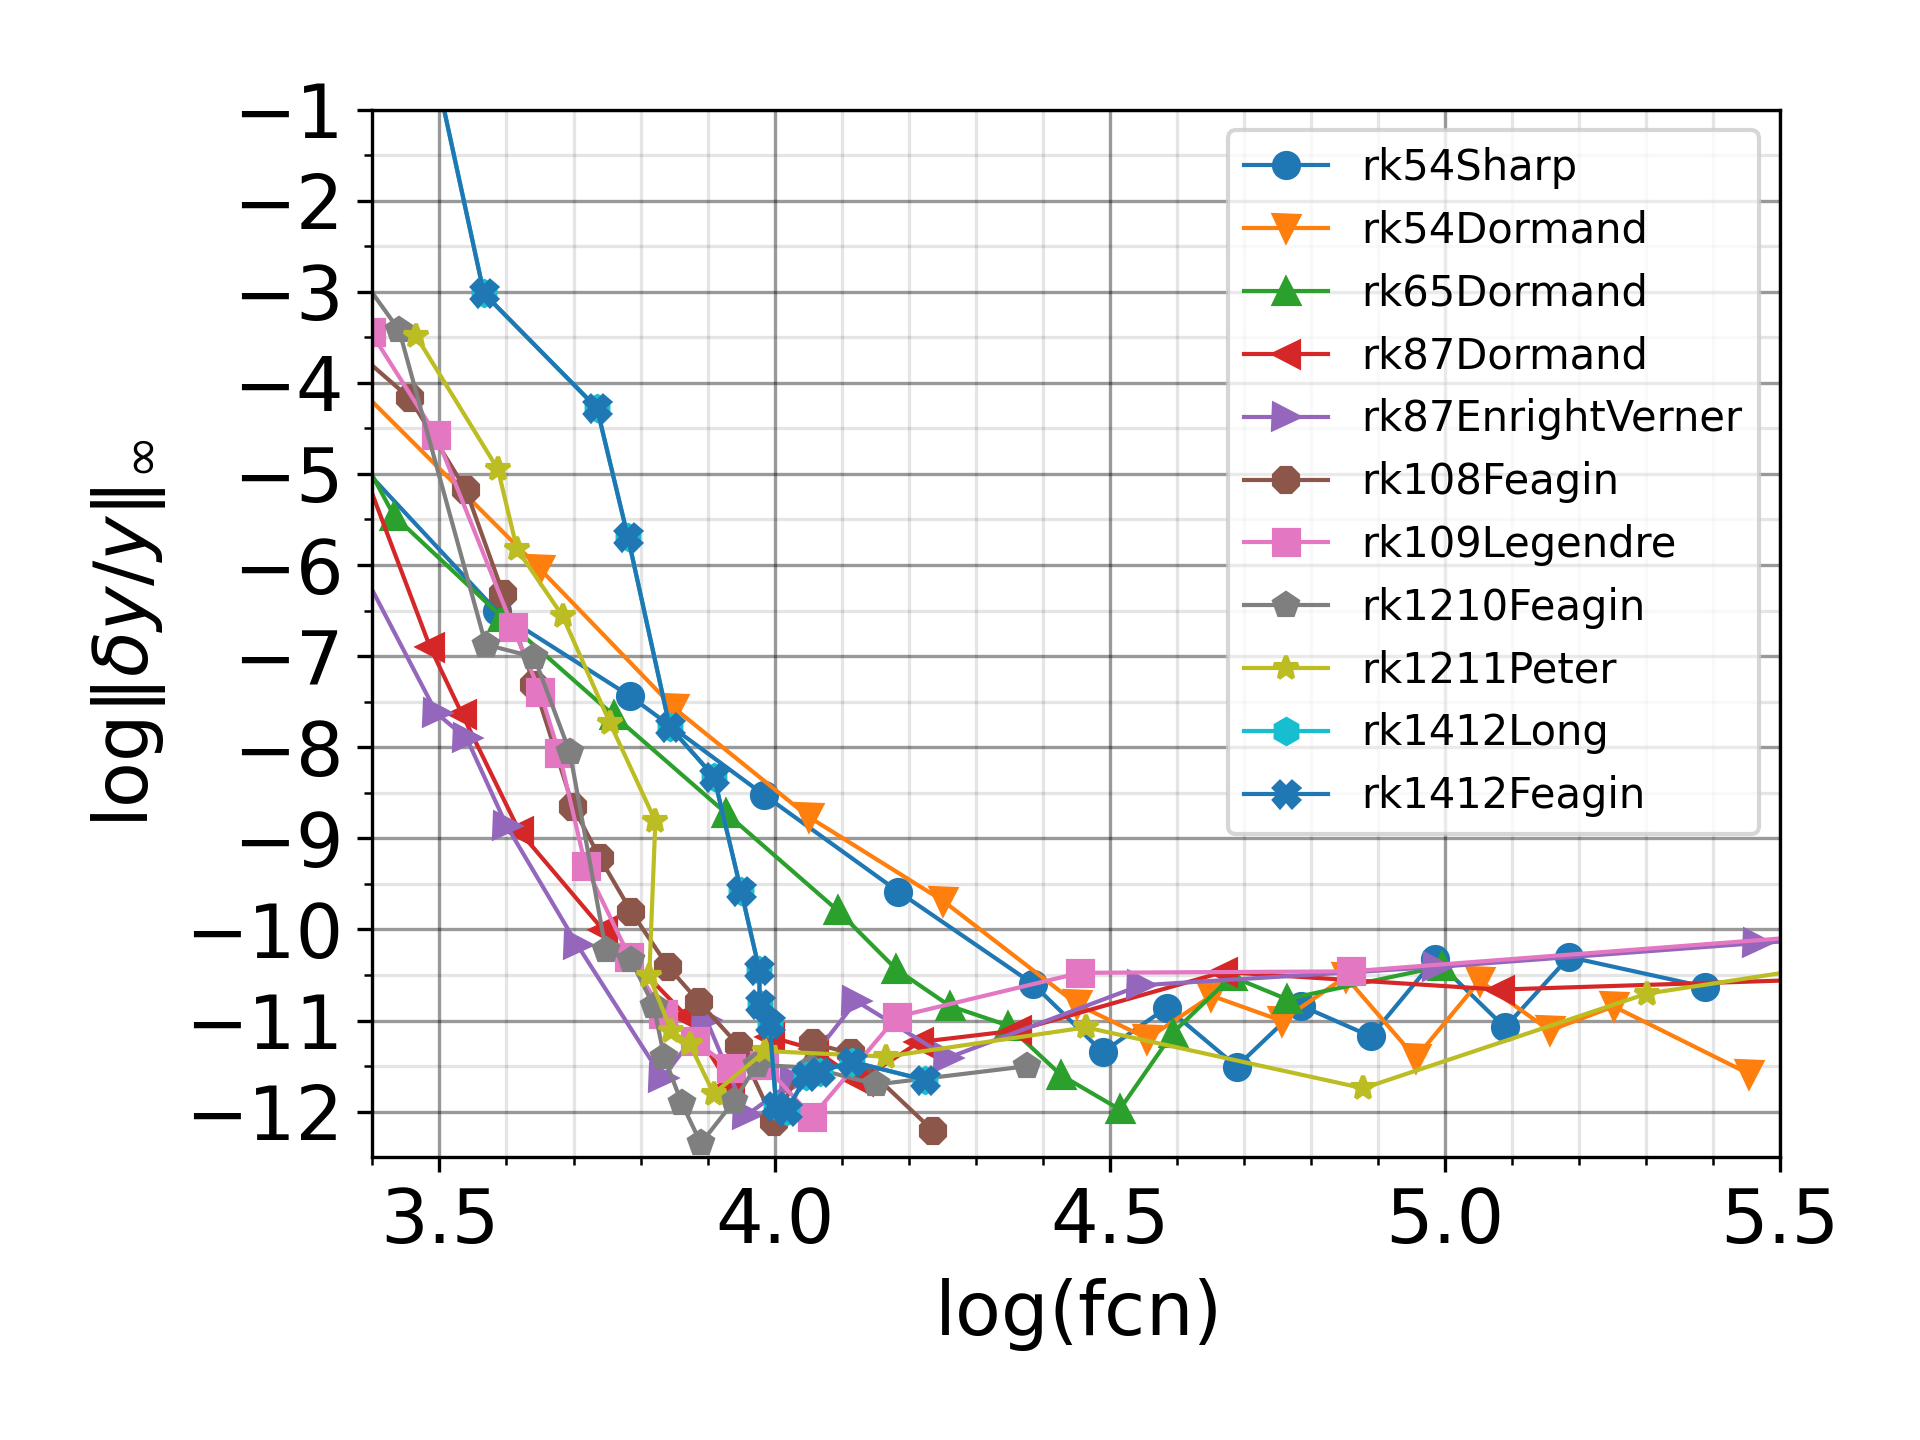 −1
−2
−3
−4
−5
−6
−7
−8
−9
−10
−11
−12
log‖δy/y‖∞
3.5 4.0 4.5 5.0 5.5
log(fcn)
rk54Sharp
rk54Dormand
rk65Dormand
rk87Dormand
rk87EnrightVerner
rk108Feagin
rk109Legendre
rk1210Feagin
rk1211Peter
rk1412Long
rk1412Feagin